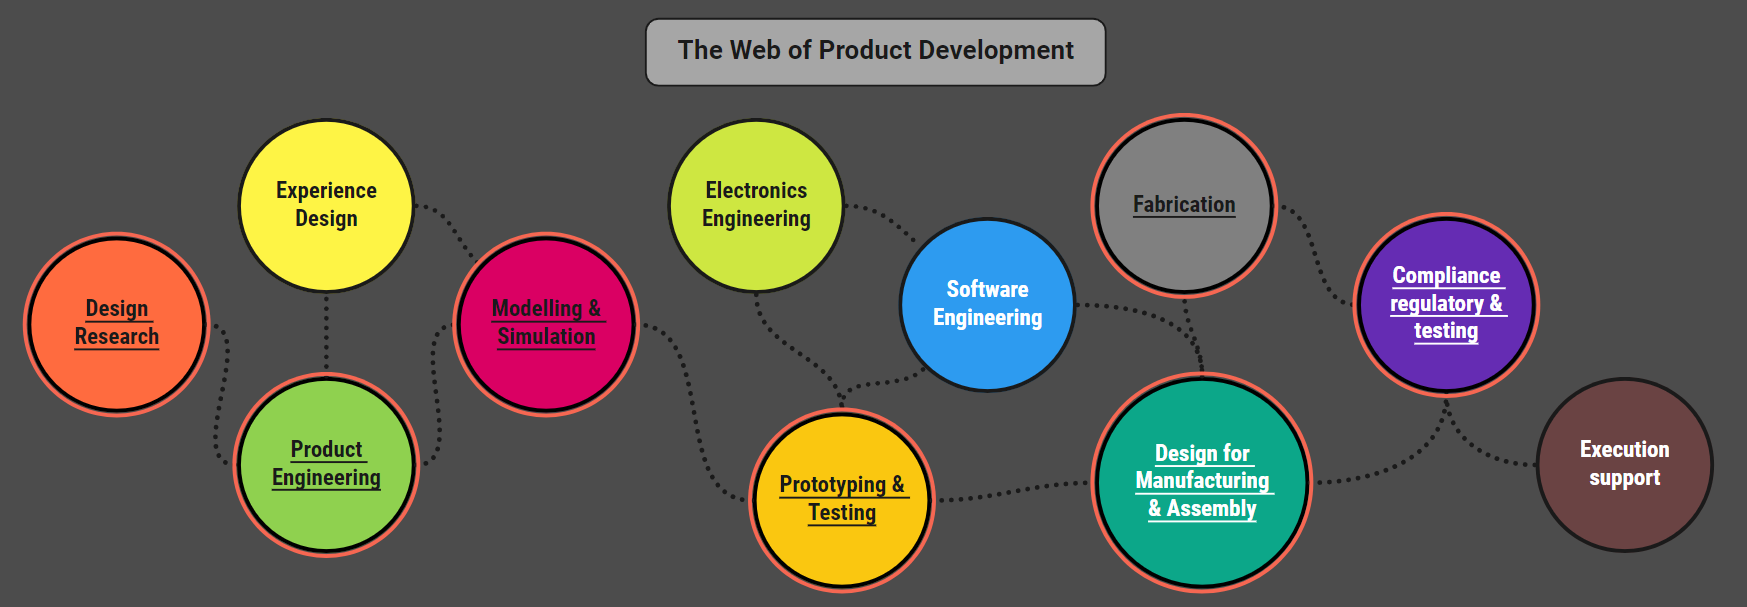 The Web of Product Development
Experience
Design
Electronics
Engineering
Fabrication
Design
Research
Modelling &
Simulation
Software
Engineering
Compliance
regulatory &
testing
Product
Engineering
Prototyping &
Testing
Design for
Manufacturing
& Assembly
Execution
support